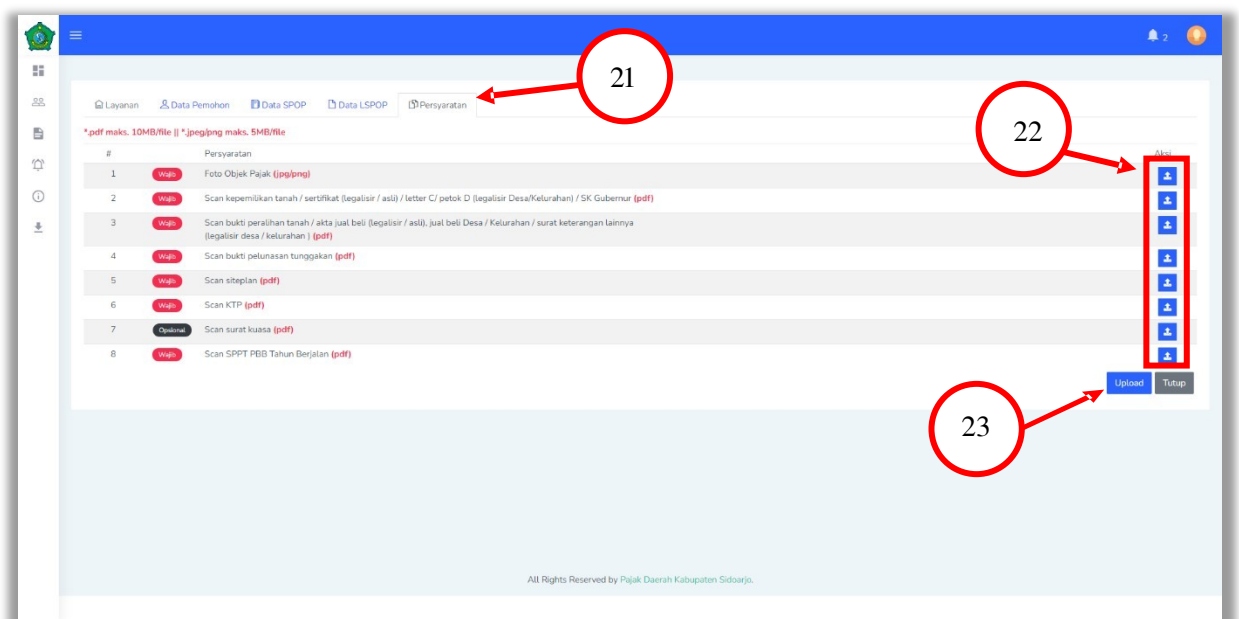 2
21
22
23
Layanan Data Pemohon Data SPOP Data LSPOP Persyaratan
*.pdf maks. 10MB/file || *.jpeg/png maks. 5MB/file
# Persyaratan Aksi
1 Wajib Foto Objek Pajak (jpg/png)
2 Wajib Scan kepemilikan tanah / sertifikat (legalisir / asli) / letter C/ petok D (legalisir Desa/Kelurahan) / SK Gubernur (pdf)
3 Wajib Scan bukti peralihan tanah / akta jual beli (legalisir / asli), jual beli Desa / Kelurahan / surat keterangan lainnya
(legalisir desa / kelurahan ) (pdf)
4 Wajib Scan bukti pelunasan tunggakan (pdf)
5 Wajib Scan siteplan (pdf)
6 Wajib Scan KTP (pdf)
7 Opsional Scan surat kuasa (pdf)
8 Wajib Scan SPPT PBB Tahun Berjalan (pdf)
Upload Tutup
All Rights Reserved by Pajak Daerah Kabupaten Sidoarjo.